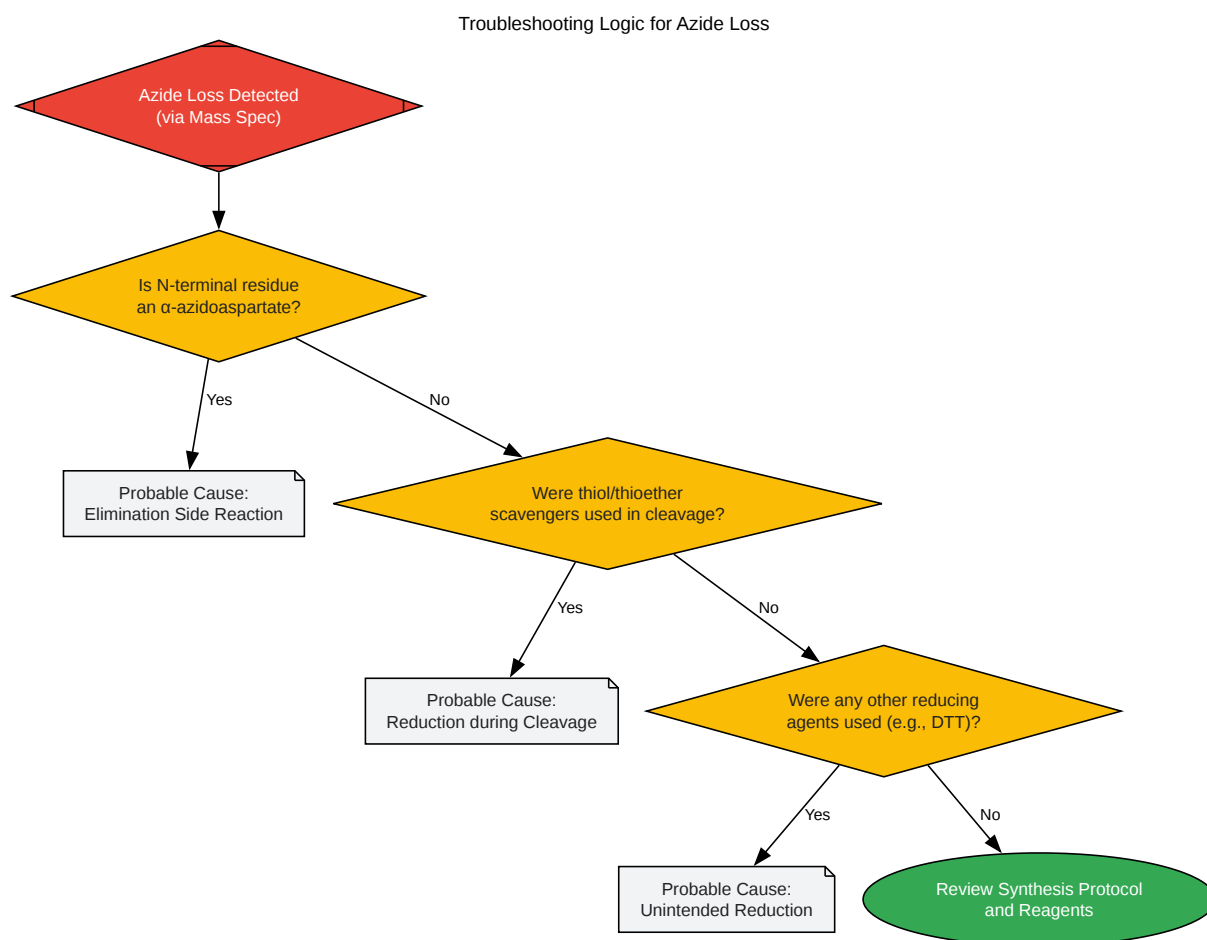 Troubleshooting Logic for Azide Loss
Azide Loss Detected
(via Mass Spec)
Is N-terminal residue
an α-azidoaspartate?
Yes
No
Probable Cause:
Elimination Side Reaction
Were thiol/thioether
scavengers used in cleavage?
Yes
No
Probable Cause:
Reduction during Cleavage
Were any other reducing
agents used (e.g., DTT)?
Yes
No
Probable Cause:
Unintended Reduction
Review Synthesis Protocol
and Reagents